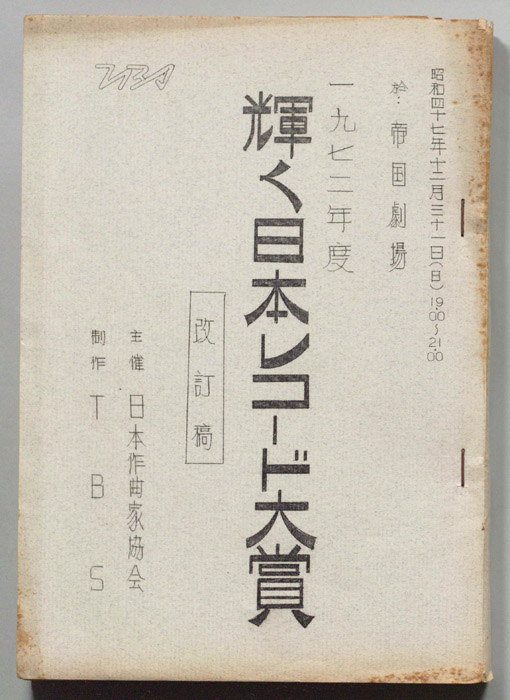 昭和四十七年十二月三十一日(日)19.00~21.00
於:帝国劇場
一九七二年度
輝く日本レコード大賞
改訂稿
主催 日本作曲家協会
制作 TBS
TBS